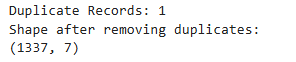 Duplicate Records: 1
Shape after removing duplicates:
(1337, 7)